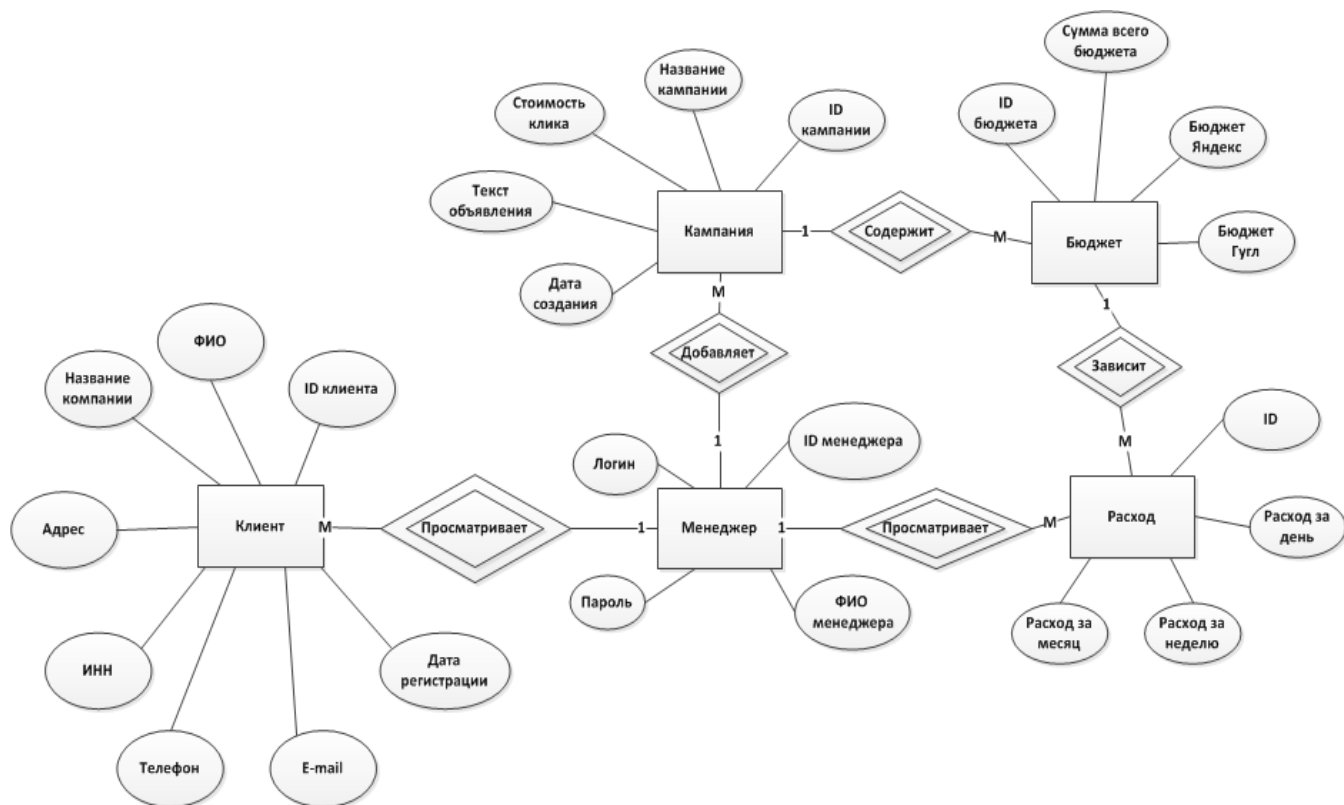 Сумма всего
бюджета
Название
кампании
Стоимость
клика
ID
кампании
ID
бюджета
Бюджет
Яндекс
Текст
объявления
Кампания
1
Содержит
М
Бюджет
Бюджет
Гугл
Дата
создания
М
1
ФИО
Добавляет
Зависит
Название
компании
ID клиента
ID
1
М
Логин
ID менеджера
Адрес
Клиент
М
Просматривает
1
Менеджер
1
Просматривает
М
Расход
Расход за
день
Пароль
ФИО
менеджера
Расход за
месяц
Расход за
неделю
ИНН
Дата
регистрации
Телефон
E-mail